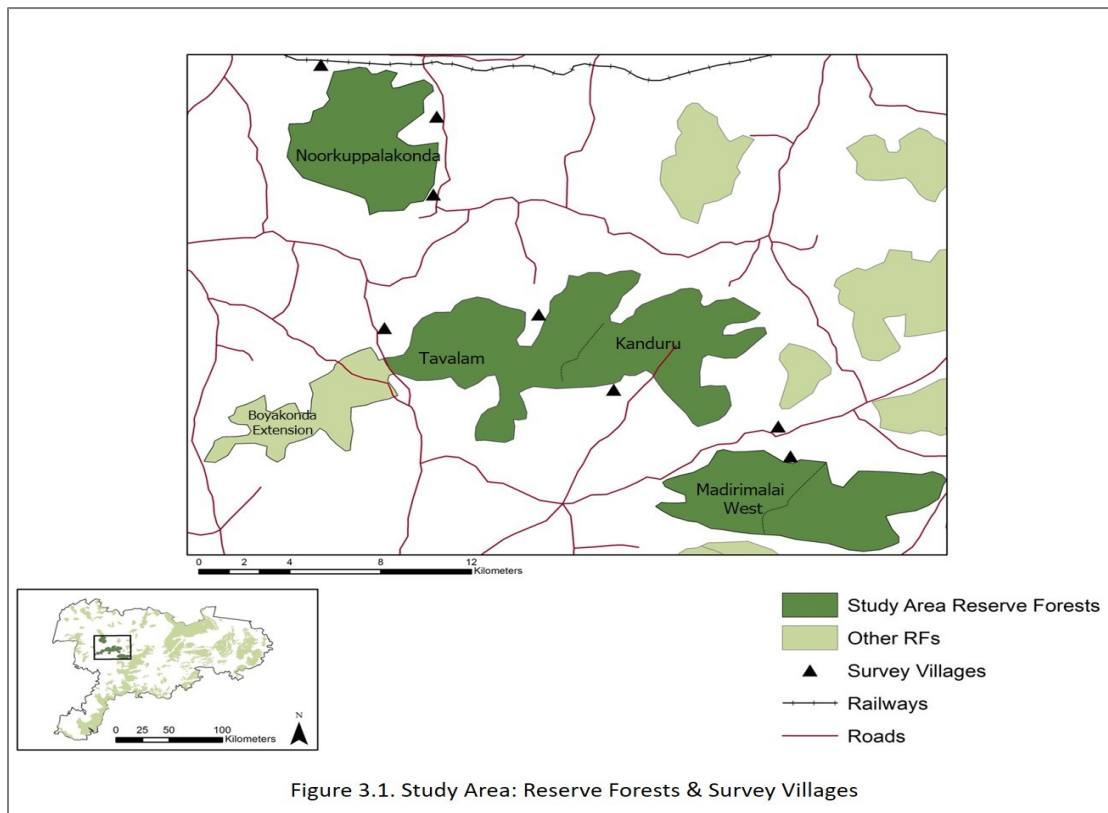 Noorkuppalakonda
Tavalam
Kanduru
Boyakonda
Extension
Madirimalai
West
0 2 4 8 12
Kilometers
Study Area Reserve Forests
Other RFs
Survey Villages
Railways
Roads
N
0 25 50 100
Kilometers
Figure 3.1. Study Area: Reserve Forests & Survey Villages